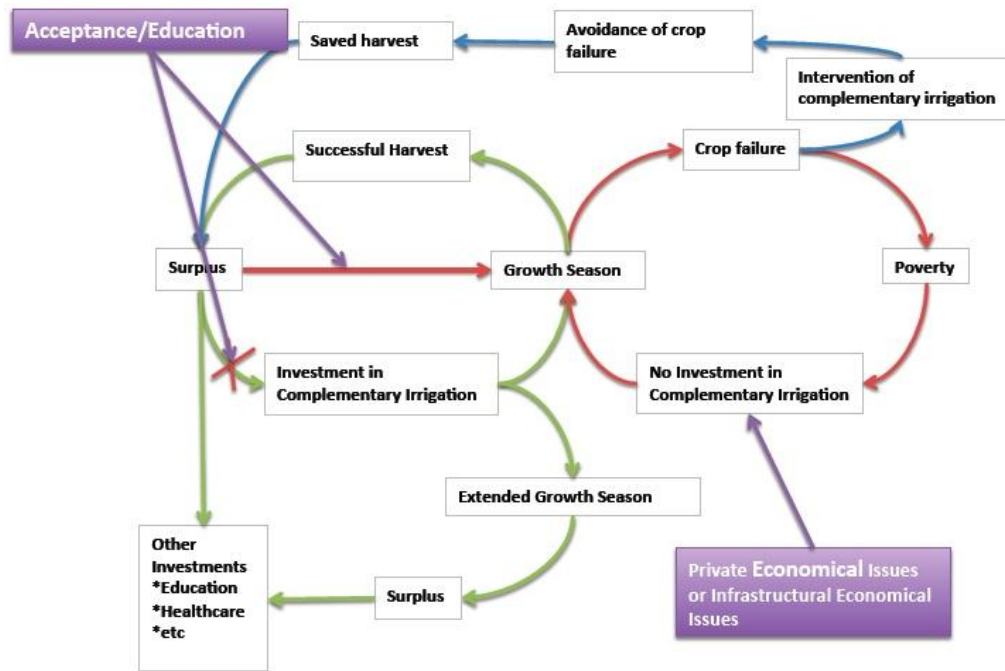 Acceptance/Education
Saved harvest
Avoidance of crop
failure
Intervention of
complementary irrigation
Successful Harvest
Crop failure
Surplus
Growth Season
Poverty
Investment in
Complementary Irrigation
No Investment in
Complementary Irrigation
Extended Growth Season
Other
Investments
*Education
*Healthcare
*etc
Surplus
Private Economical Issues
or Infrastructural Economical
Issues